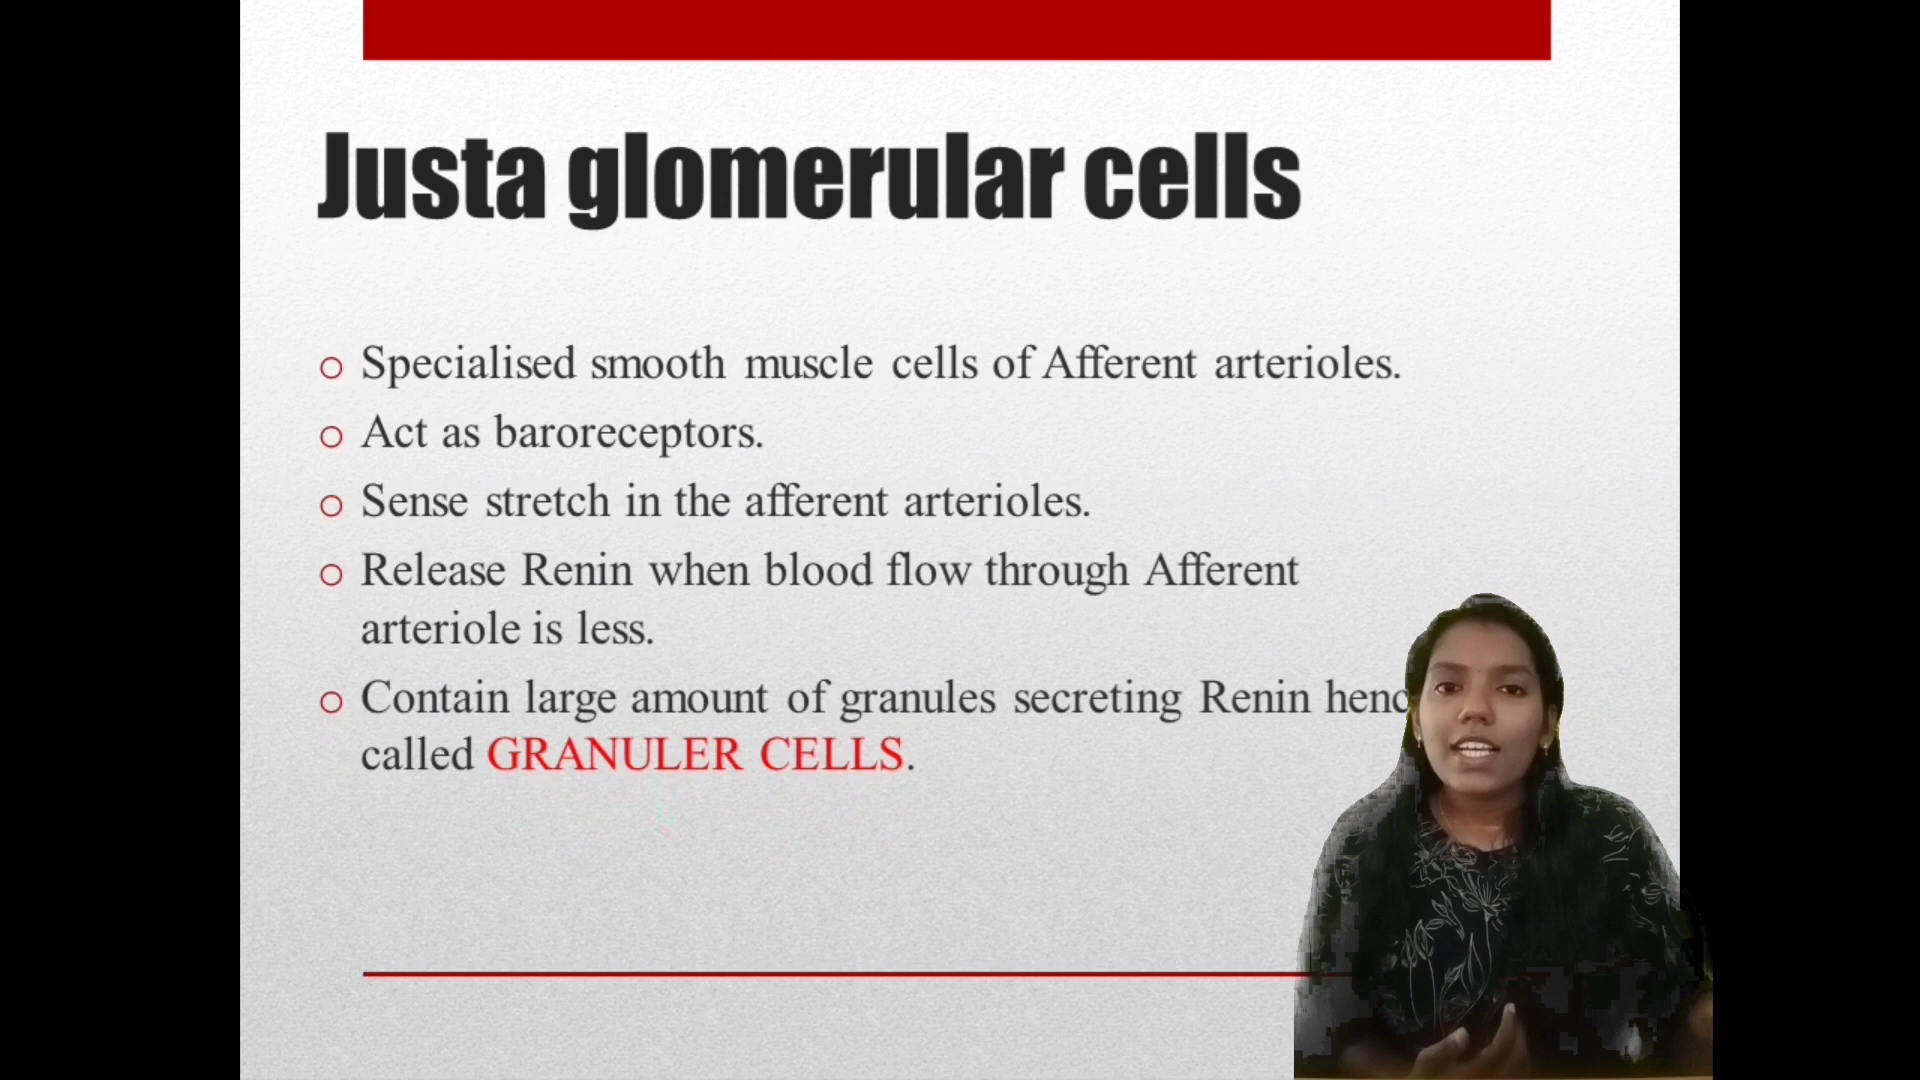 Justa glomerular cells
Specialised smooth muscle cells of Afferent arterioles.
Act as baroreceptors.
Sense stretch in the afferent arterioles.
Release Renin when blood flow through Afferent
arteriole is less.
Contain large amount of granules secreting Renin henc
called GRANULER CELLS.